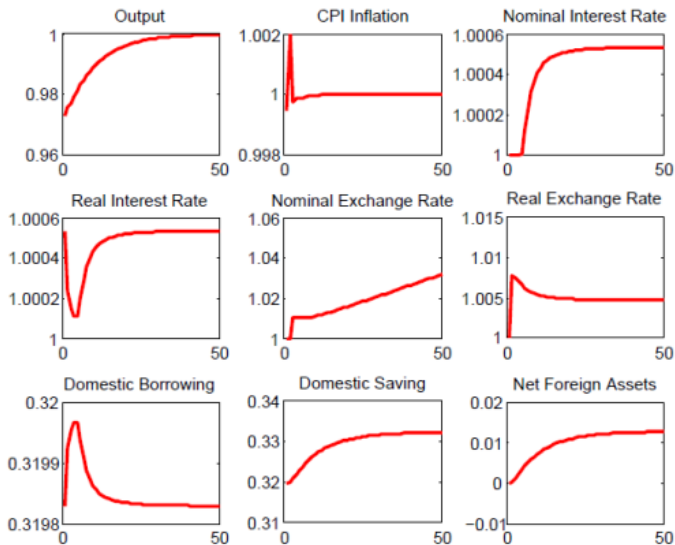 Output CPI Inflation Nominal Interest Rate
1 1.002 1.0006
1.0004
0.98 1
1.0002
0.96 0.998 1
0 50 0 50 0 50
Real Interest Rate Nominal Exchange Rate Real Exchange Rate
1.0006 1.06 1.015
1.0004 1.04 1.01
1.0002 1.02 1.005
1 1 1
0 50 0 50 0 50
Domestic Borrowing Domestic Saving Net Foreign Assets
0.32 0.34 0.02
0.33 0.01
0.3199
0.32 0
0.3198 0.31 −0.01
0 50 0 50 0 50